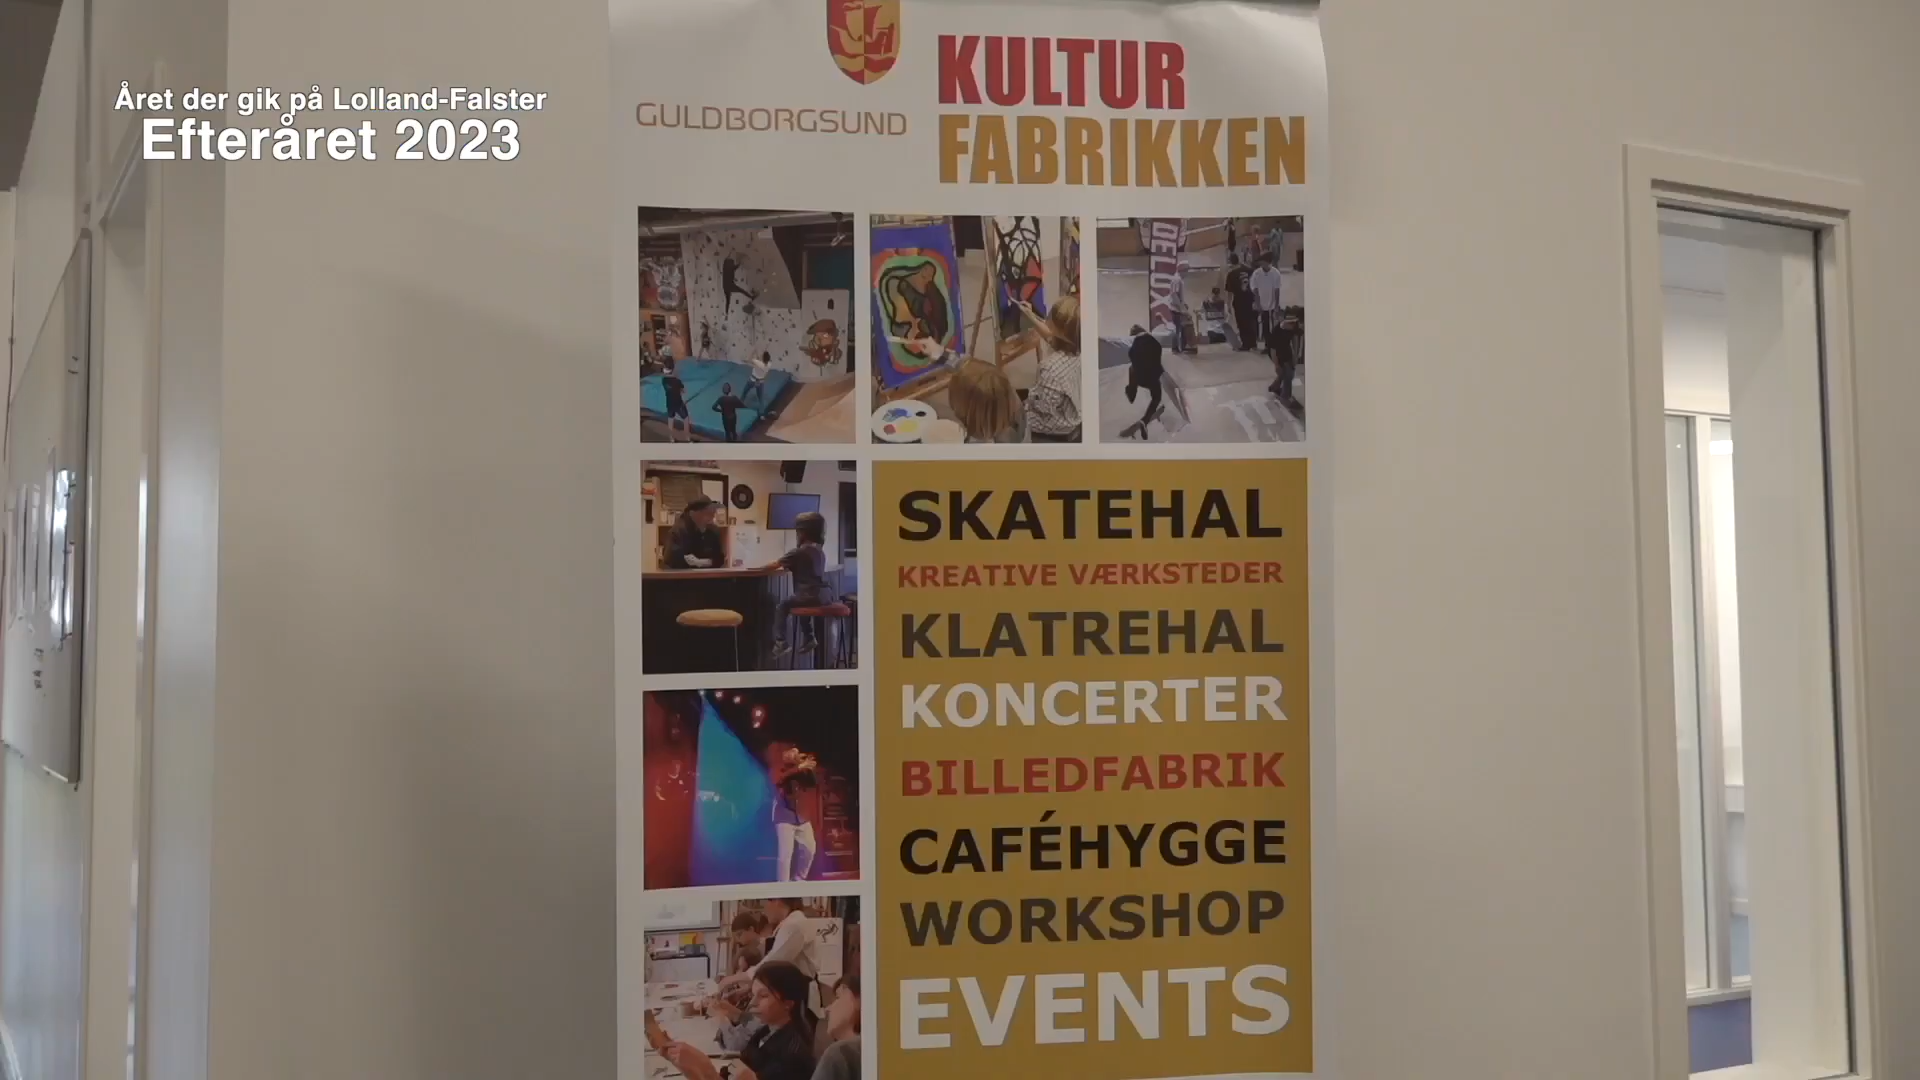 Året der gik på Lolland-Falster
Efteråret 2023
GULDBORGSUND
KULTUR
FABRIKKEN
DELUX
SKATEHAL
KREATIVE VÆRKSTEDER
KLATREHAL
KONCERTER
BILLEDFABRIK
CAFÉHYGGE
WORKSHOP
EVENTS